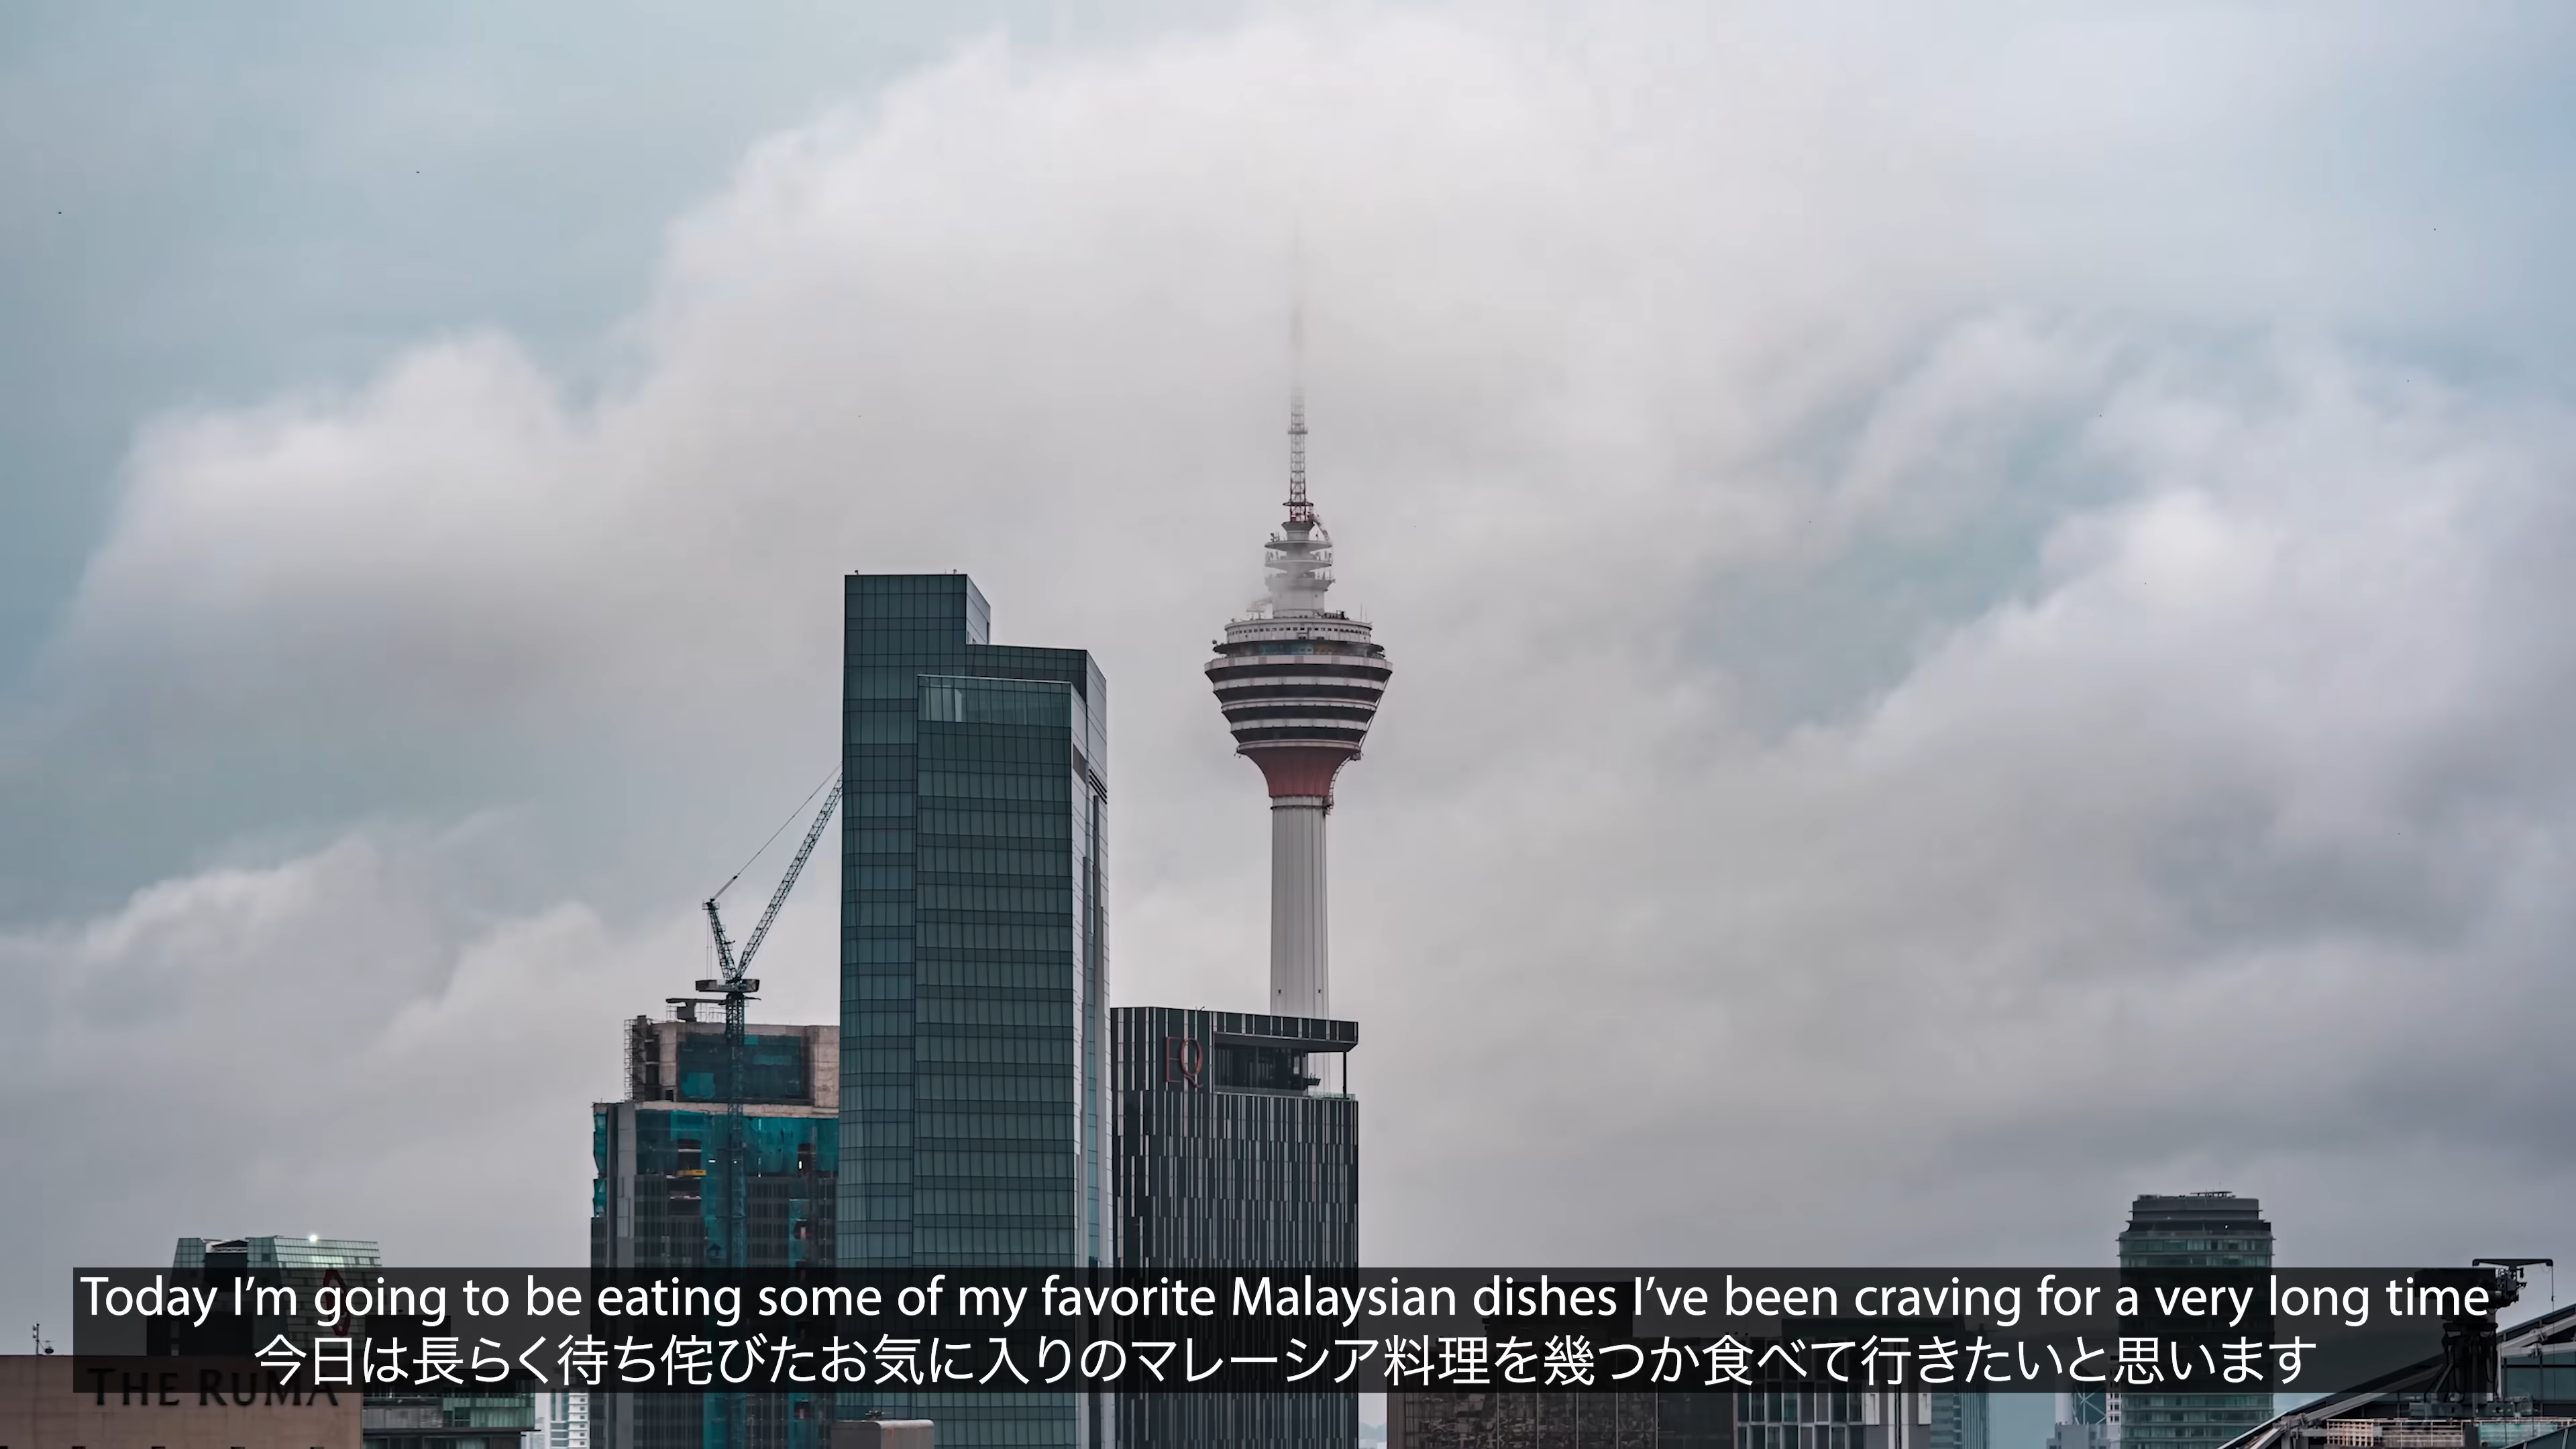 EQ
Today I’m going to be eating some of my favorite Malaysian dishes I’ve been craving for a very long time
今日は長らく待ち侘びたお気に入りのマレーシア料理を幾つか食べて行きたいと思います
THE RUMA